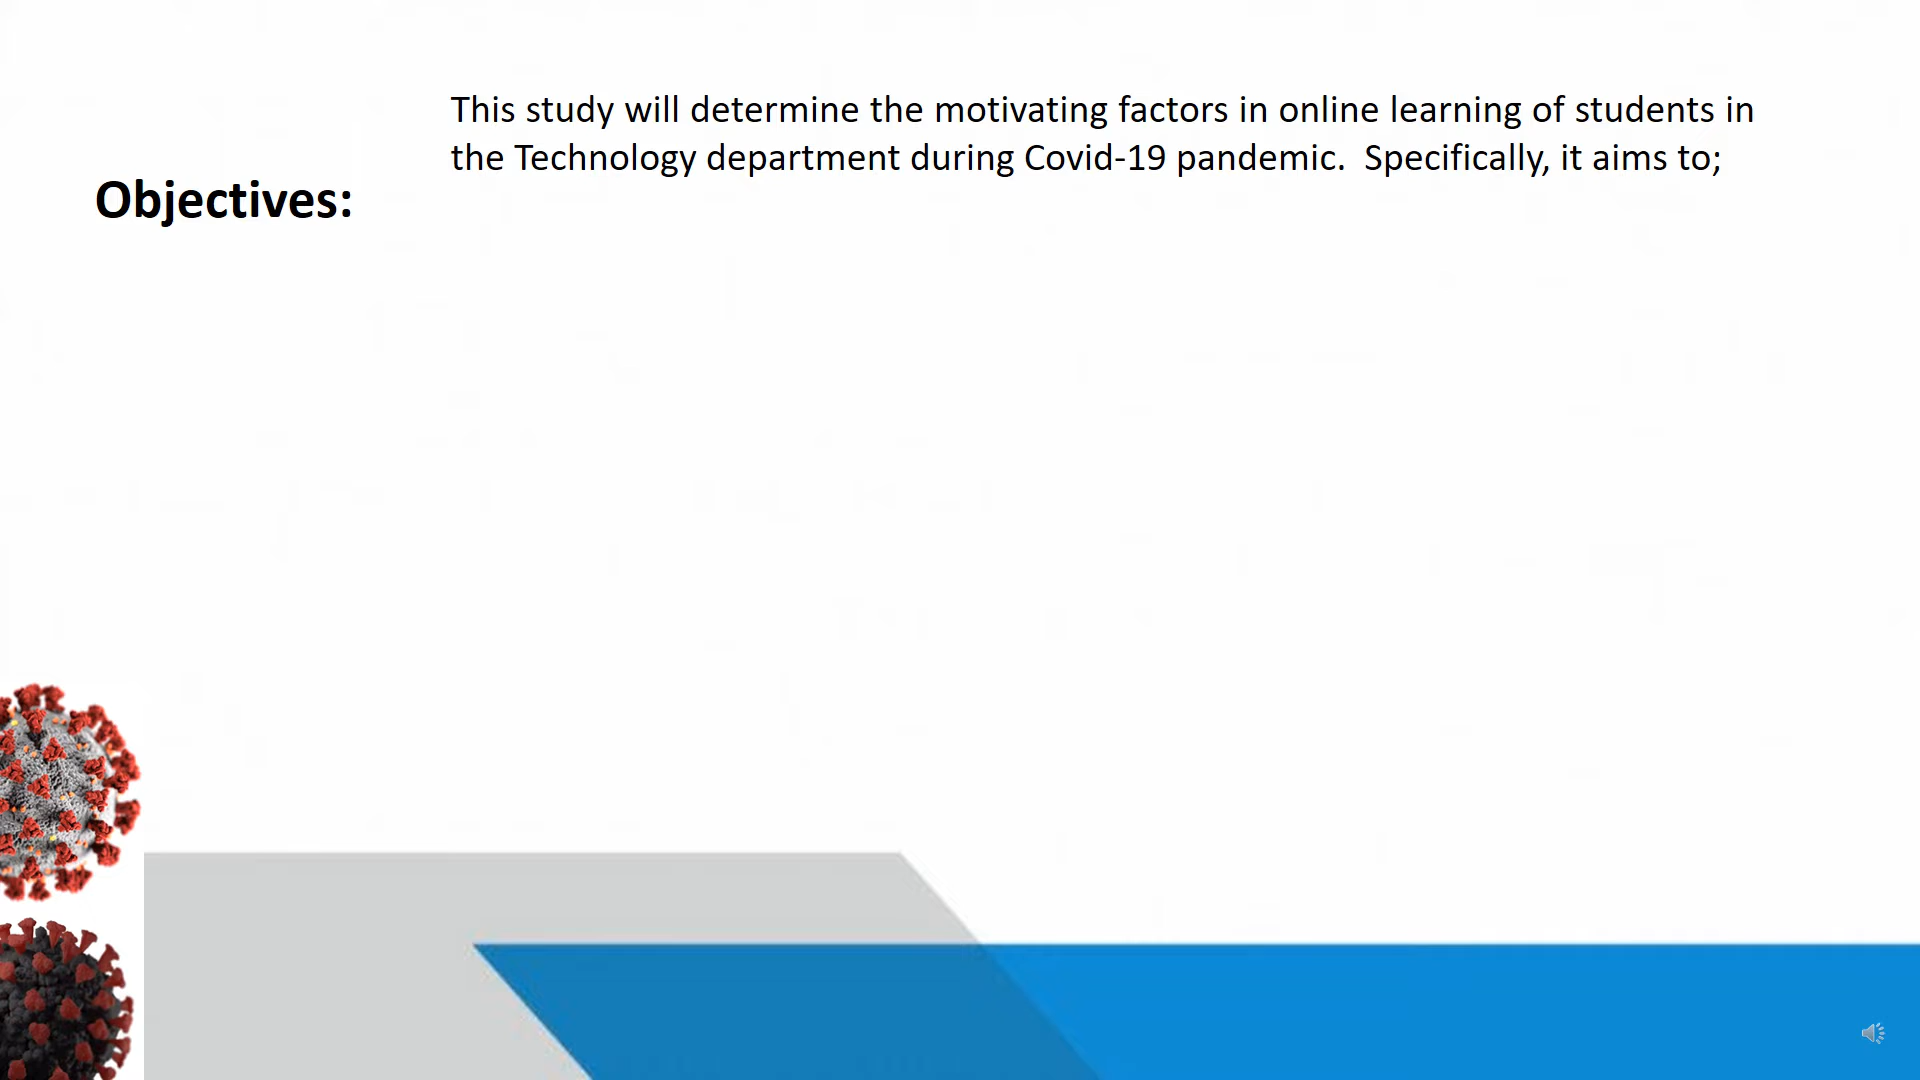 This study will determine the motivating factors in online learning of students in
the Technology department during Covid-19 pandemic.  Specifically, it aims to;
Objectives: